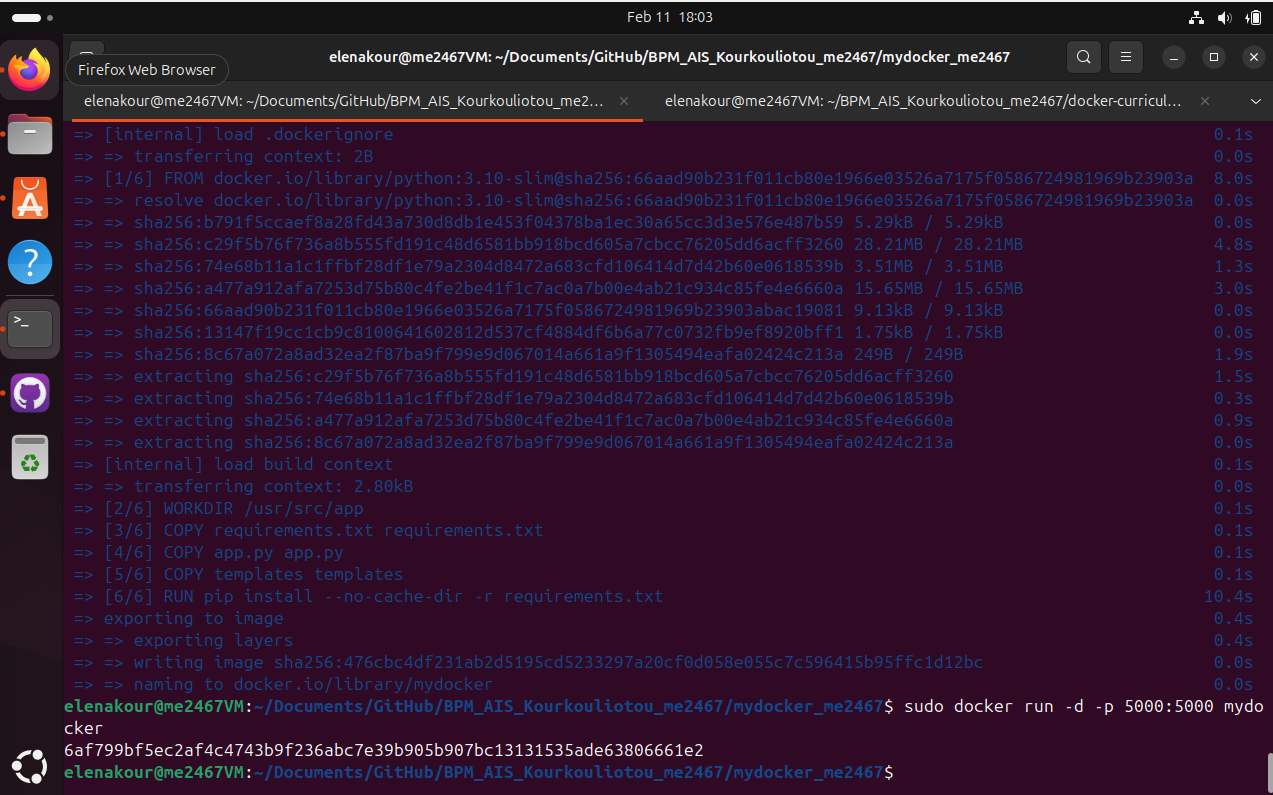 Feb 11 18:03
elenakour@me2467VM: ~/Documents/GitHub/BPM_AIS_Kourkouliotou_me2467/mydocker_me2467
Firefox Web Browser
elenakour@me2467VM: ~/Documents/GitHub/BPM_AIS_Kourkouliotou_me2... × elenakour@me2467VM: ~/BPM_AIS_Kourkouliotou_me2467/docker-curricul... ×
=> [internal] load .dockerignore 0.1s
=> => transferring context: 2B 0.0s
=> [1/6] FROM docker.io/library/python:3.10-slim@sha256:66aad90b231f011cb80e1966e03526a7175f0586724981969b23903a 8.0s
=> => resolve docker.io/library/python:3.10-slim@sha256:66aad90b231f011cb80e1966e03526a7175f0586724981969b23903a 0.0s
=> => sha256:b791f5ccaef8a28fd43a730d8db1e453f04378ba1ec30a65cc3d3e576e487b59 5.29kB / 5.29kB 0.0s
=> => sha256:c29f5b76f736a8b555fd191c48d6581bb918bcd605a7cbcc76205dd6acff3260 28.21MB / 28.21MB 4.8s
=> => sha256:74e68b11a1c1ffbf28df1e79a2304d8472a683cfd106414d7d42b60e0618539b 3.51MB / 3.51MB 1.3s
=> => sha256:a477a912afa7253d75b80c4fe2be41f1c7ac0a7b00e4ab21c934c85fe4e6660a 15.65MB / 15.65MB 3.0s
=> => sha256:66aad90b231f011cb80e1966e03526a7175f0586724981969b23903abac19081 9.13kB / 9.13kB 0.0s
=> => sha256:13147f19cc1cb9c8100641602812d537cf4884df6b6a77c0732fb9ef8920bff1 1.75kB / 1.75kB 0.0s
=> => sha256:8c67a072a8ad32ea2f87ba9f799e9d067014a661a9f1305494eafa02424c213a 249B / 249B 1.9s
=> => extracting sha256:c29f5b76f736a8b555fd191c48d6581bb918bcd605a7cbcc76205dd6acff3260 1.5s
=> => extracting sha256:74e68b11a1c1ffbf28df1e79a2304d8472a683cfd106414d7d42b60e0618539b 0.3s
=> => extracting sha256:a477a912afa7253d75b80c4fe2be41f1c7ac0a7b00e4ab21c934c85fe4e6660a 0.9s
=> => extracting sha256:8c67a072a8ad32ea2f87ba9f799e9d067014a661a9f1305494eafa02424c213a 0.0s
=> [internal] load build context 0.1s
=> => transferring context: 2.80kB 0.0s
=> [2/6] WORKDIR /usr/src/app 0.1s
=> [3/6] COPY requirements.txt requirements.txt 0.1s
=> [4/6] COPY app.py app.py 0.1s
=> [5/6] COPY templates templates 0.1s
=> [6/6] RUN pip install --no-cache-dir -r requirements.txt 10.4s
=> exporting to image 0.4s
=> => exporting layers 0.4s
=> => writing image sha256:476cbc4df231ab2d5195cd5233297a20cf0d058e055c7c596415b95ffc1d12bc 0.0s
=> => naming to docker.io/library/mydocker 0.0s
elenakour@me2467VM:~/Documents/GitHub/BPM_AIS_Kourkouliotou_me2467/mydocker_me2467$ sudo docker run -d -p 5000:5000 mydo
cker
6af799bf5ec2af4c4743b9f236abc7e39b905b907bc13131535ade63806661e2
elenakour@me2467VM:~/Documents/GitHub/BPM_AIS_Kourkouliotou_me2467/mydocker_me2467$